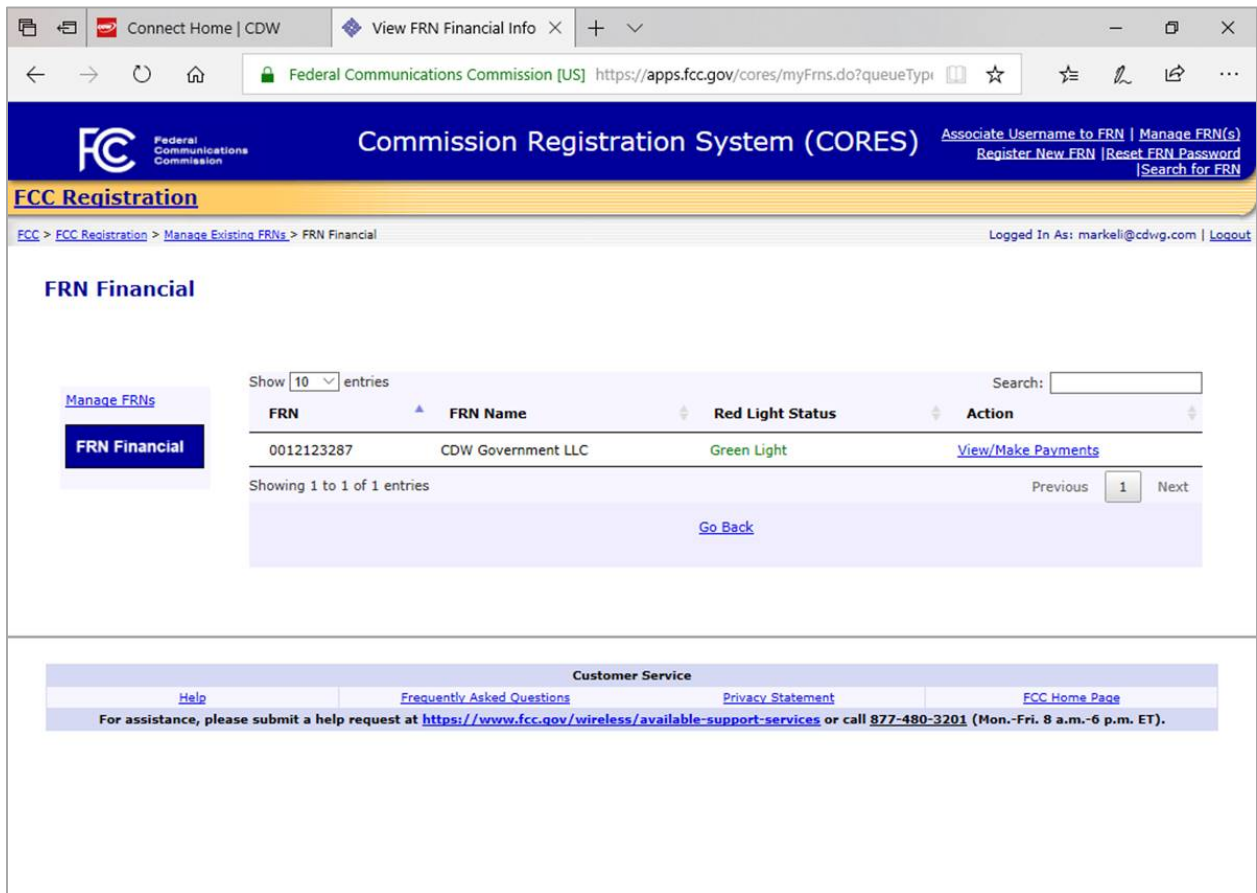 Connect Home | CDW
View FRN Financial Info
Federal Communications Commission [US] https://apps.fcc.gov/cores/myFrns.do?queueType
FCC Federal Communications Commission
Commission Registration System (CORES)
Associate Username to FRN | Manage FRN(s)
Register New FRN |Reset FRN Password
|Search for FRN
FCC Registration
FCC > FCC Registration > Manage Existing FRNs > FRN Financial
Logged In As: markeli@cdwg.com | Logout
FRN Financial
Manage FRNs
FRN Financial
Show 10 entries
Search:
FRN FRN Name Red Light Status Action
0012123287 CDW Government LLC Green Light View/Make Payments
Showing 1 to 1 of 1 entries
Previous 1 Next
Go Back
Customer Service
Help Frequently Asked Questions Privacy Statement FCC Home Page
For assistance, please submit a help request at https://www.fcc.gov/wireless/available-support-services or call 877-480-3201 (Mon.-Fri. 8 a.m.-6 p.m. ET).